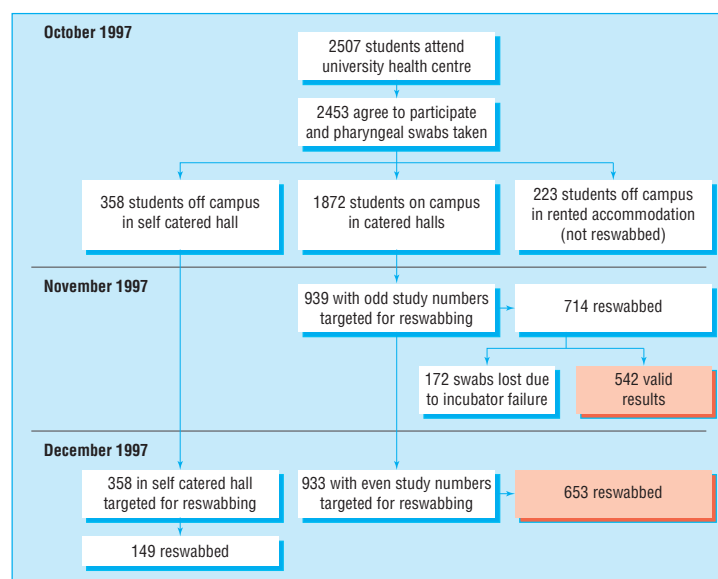 October 1997
2507 students attend
university health centre
2453 agree to participate
and pharyngeal swabs taken
358 students off campus
in self catered hall
1872 students on campus
in catered halls
223 students off campus
in rented accommodation
(not reswabbed)
November 1997
939 with odd study numbers
targeted for reswabbing
714 reswabbed
172 swabs lost due
to incubator failure
542 valid
results
December 1997
358 in self catered hall
targeted for reswabbing
933 with even study numbers
targeted for reswabbing
653 reswabbed
149 reswabbed